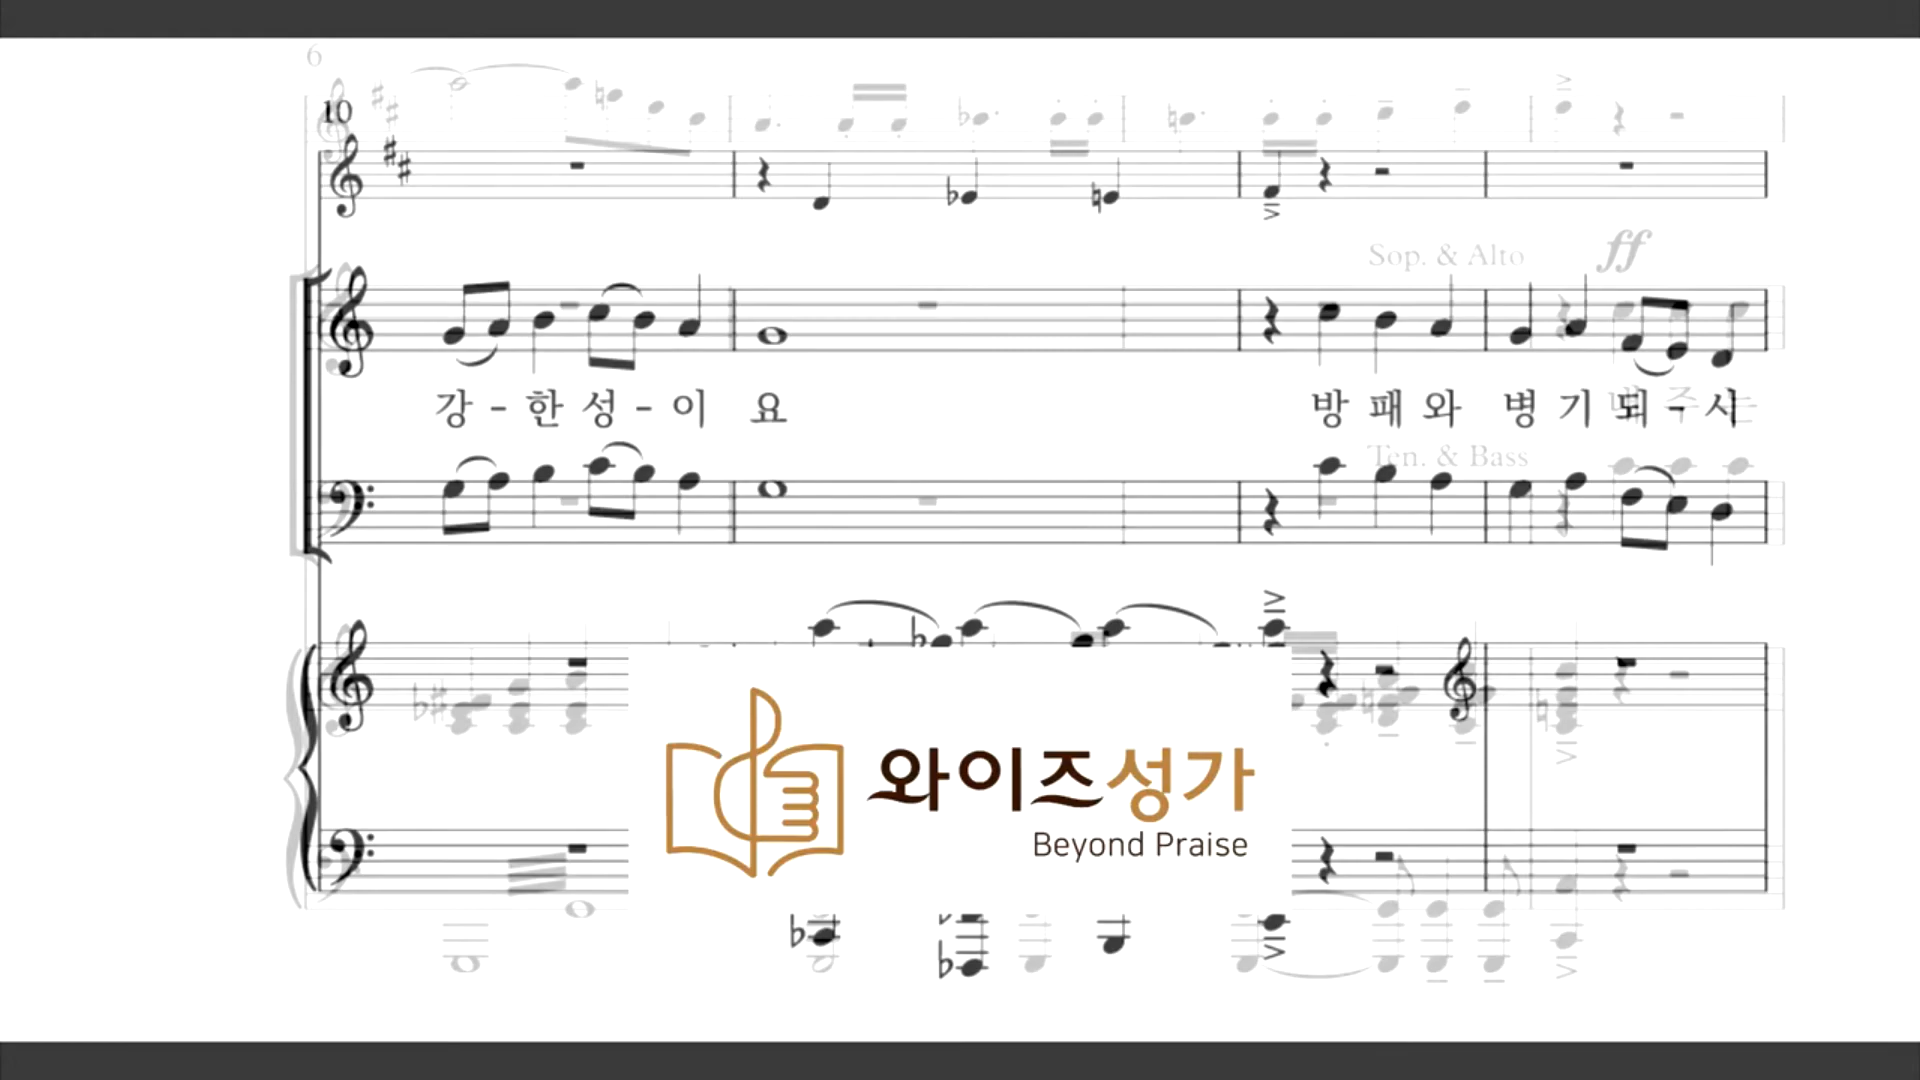 6
10
Sop. & Alto
ff
강 - 한 성 - 이 요 방 패 와 병 기 되 - 시
Ten. & Bass
와이즈성가
Beyond Praise